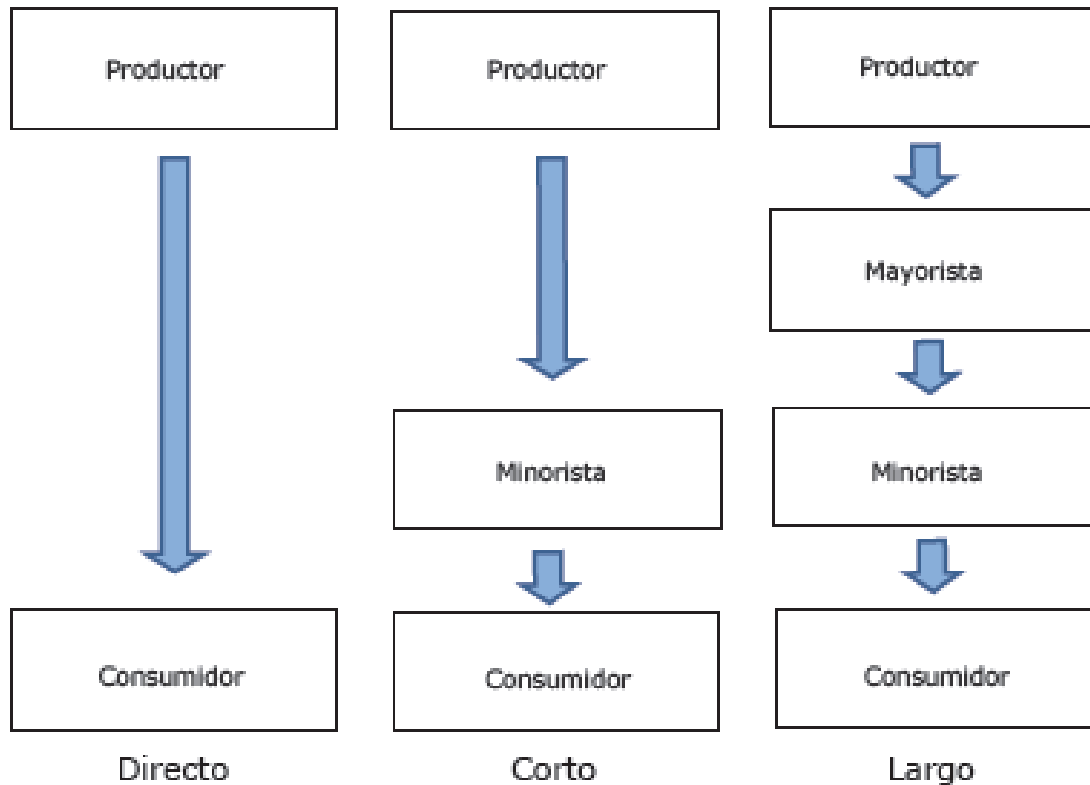 Productor
Productor
Productor
Mayorista
Minorista
Minorista
Consumidor
Consumidor
Consumidor
Directo
Corto
Largo